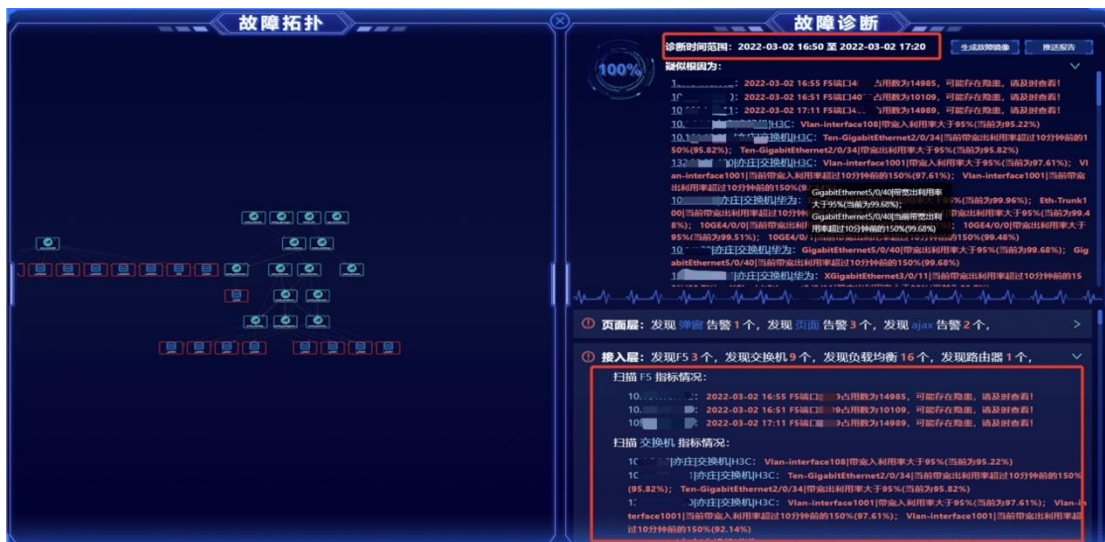 故障拓扑
故障诊断
诊断时间范围：2022-03-02 16:50 至 2022-03-02 17:20
生成故障镜像
推送报告
100%
疑似根因为：
1 ：2022-03-02 16:55 F5端口4 占用数为14985，可能存在隐患，请及时查看！
10 ：2022-03-02 16:51 F5端口40 占用数为10109，可能存在隐患，请及时查看！
10 1：2022-03-02 17:11 F5端口4 占用数为14989，可能存在隐患，请及时查看！
10. 交换机|H3C：Vlan-interface108|带宽入利用率大于95%(当前为95.22%)
10.1 亦庄|交换机|H3C：Ten-GigabitEthernet2/0/34|当前带宽出利用率超过10分钟前的1
50%(95.82%)；Ten-GigabitEthernet2/0/34|带宽出利用率大于95%(当前为95.82%)
132 0|亦庄|交换机|H3C：Vlan-interface1001|带宽入利用率大于95%(当前为97.61%)；Vl
an-interface1001|当前带宽入利用率超过10分钟前的150%(97.61%)；Vlan-interface1001|当前带宽
出利用率超过10分钟前的150%(9
GigabitEthernet5/0/40|带宽出利用率
大于95%(当前为99.68%)；
GigabitEthernet5/0/40|当前带宽出利
用率超过10分钟前的150%(99.68%)
10 |亦庄|交换机|华为： %(当前为99.96%)；Eth-Trunk1
00|当前带宽出利用率超过10分钟 带宽出利用率大于95%(当前为99.4
8%)；10GE4/0/0|当前带宽出利用率 ；10GE4/0/0|带宽出利用率大于
95%(当前为99.51%)；10GE4/0/ 150%(99.48%)
10 |亦庄|交换机|华为：GigabitEthernet5/0/40|带宽出利用率大于95%(当前为99.68%)；Gig
abitEthernet5/0/40|当前带宽出利用率超过10分钟前的150%(99.68%)
1 |亦庄|交换机|华为：XGigabitEthernet3/0/11|当前带宽出利用率超过10分钟前的15
页面层：发现 弹窗 告警 1 个，发现 页面 告警 3 个，发现 ajax 告警 2 个，
接入层：发现F5 3 个，发现交换机 9 个，发现负载均衡 16 个，发现路由器 1 个，
扫描 F5 指标情况：
10. ：2022-03-02 16:55 F5端口 9占用数为14985，可能存在隐患，请及时查看！
10. ：2022-03-02 16:51 F5端口 9占用数为10109，可能存在隐患，请及时查看！
10 ：2022-03-02 17:11 F5端口 占用数为14989，可能存在隐患，请及时查看！
扫描 交换机 指标情况：
10 |亦庄|交换机|H3C：Vlan-interface108|带宽入利用率大于95%(当前为95.22%)
10 |亦庄|交换机|H3C：Ten-GigabitEthernet2/0/34|当前带宽出利用率超过10分钟前的150%
(95.82%)；Ten-GigabitEthernet2/0/34|带宽出利用率大于95%(当前为95.82%)
1 |亦庄|交换机|H3C：Vlan-interface1001|带宽入利用率大于95%(当前为97.61%)；Vlan-in
terface1001|当前带宽入利用率超过10分钟前的150%(97.61%)；Vlan-interface1001|当前带宽出利用率超
过10分钟前的150%(92.14%)